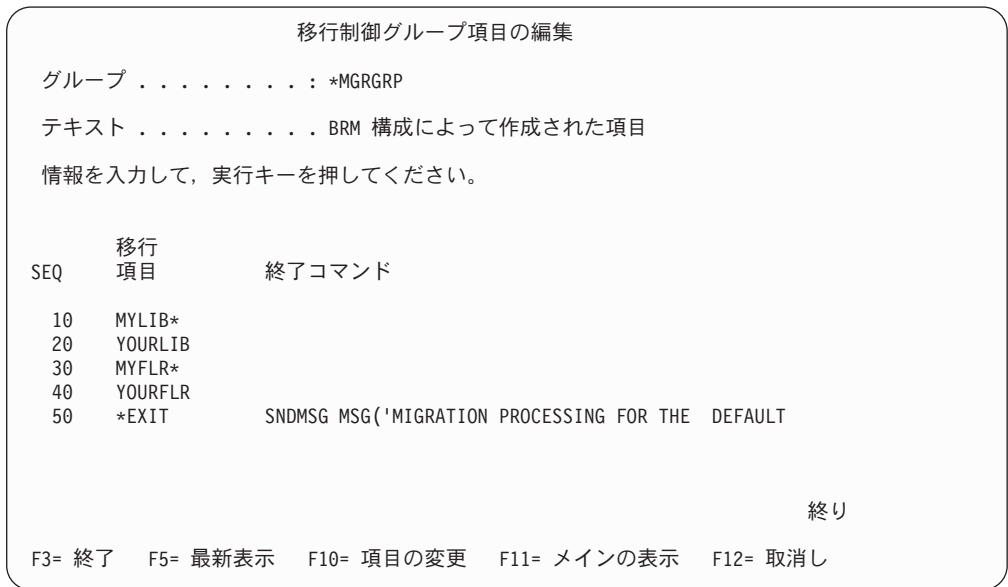 移行制御グループ項目の編集
グループ . . . . . . . . : *MGRGRP
テキスト . . . . . . . . . BRM 構成によって作成された項目
情報を入力して, 実行キーを押してください。
移行
SEQ 項目 終了コマンド
10 MYLIB*
20 YOURLIB
30 MYFLR*
40 YOURFLR
50 *EXIT SNDMSG MSG('MIGRATION PROCESSING FOR THE DEFAULT
終り
F3= 終了 F5= 最新表示 F10= 項目の変更 F11= メインの表示 F12= 取消し